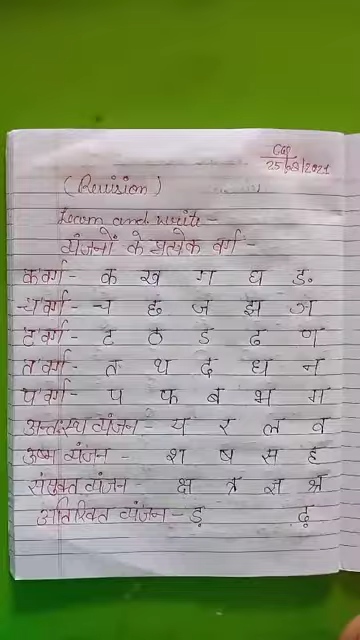 25/03/2021
(Revision)
Learn and write -
व्यंजनों के प्रत्येक वर्ग -
क वर्ग - क ख ग घ ड.
च वर्ग - च छ ज झ ञ
ट वर्ग - ट ठ ड ढ ण
त वर्ग - त थ द ध न
प वर्ग - प फ ब भ म
अन्तःस्थ व्यंजन - य र ल व
ऊष्म व्यंजन - श ष स ह
संयुक्त व्यंजन - क्ष त्र ज्ञ श्र
अतिरिक्त व्यंजन - ड़ ढ़